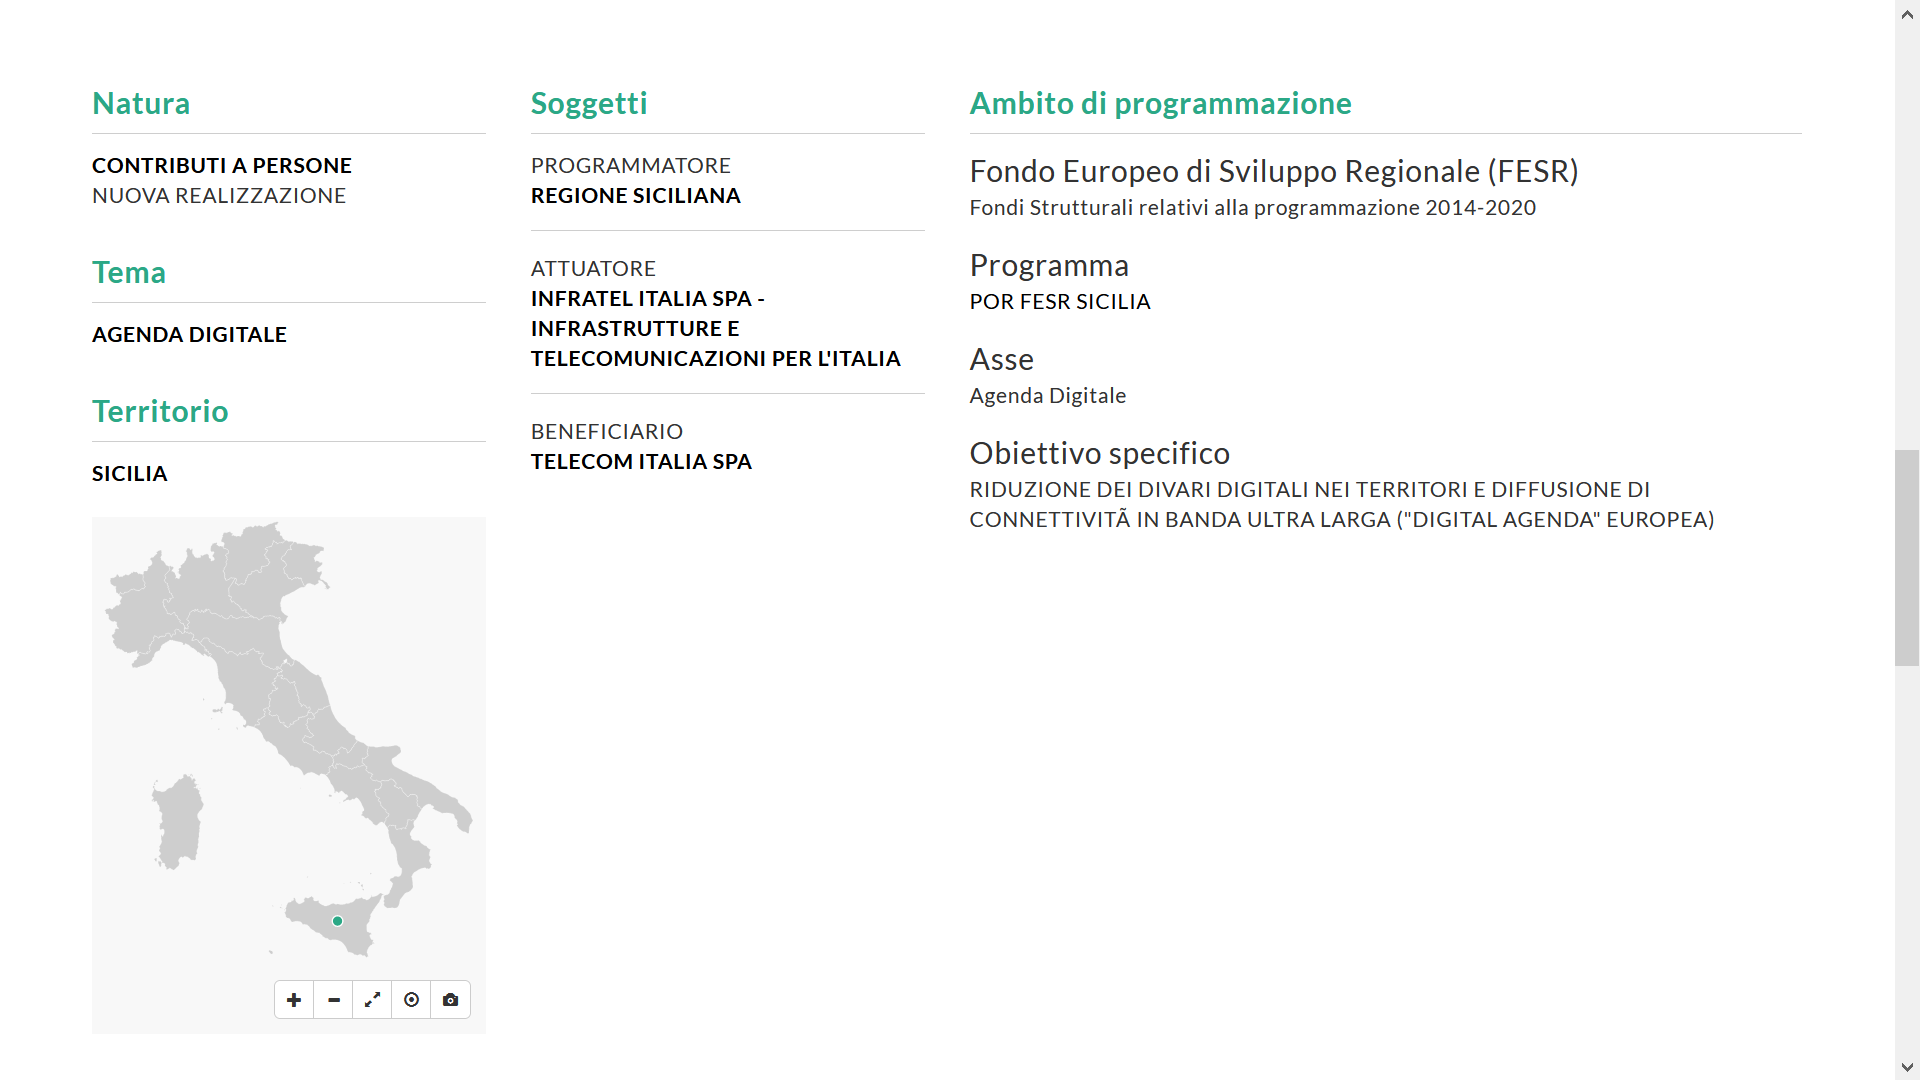 Natura
CONTRIBUTI A PERSONE
NUOVA REALIZZAZIONE
Tema
AGENDA DIGITALE
Territorio
SICILIA
Soggetti
PROGRAMMATORE
REGIONE SICILIANA
ATTUATORE
INFRATEL ITALIA SPA -
INFRASTRUTTURE E
TELECOMUNICAZIONI PER L'ITALIA
BENEFICIARIO
TELECOM ITALIA SPA
Ambito di programmazione
Fondo Europeo di Sviluppo Regionale (FESR)
Fondi Strutturali relativi alla programmazione 2014-2020
Programma
POR FESR SICILIA
Asse
Agenda Digitale
Obiettivo specifico
RIDUZIONE DEI DIVARI DIGITALI NEI TERRITORI E DIFFUSIONE DI
CONNETTIVITÃ IN BANDA ULTRA LARGA ("DIGITAL AGENDA" EUROPEA)